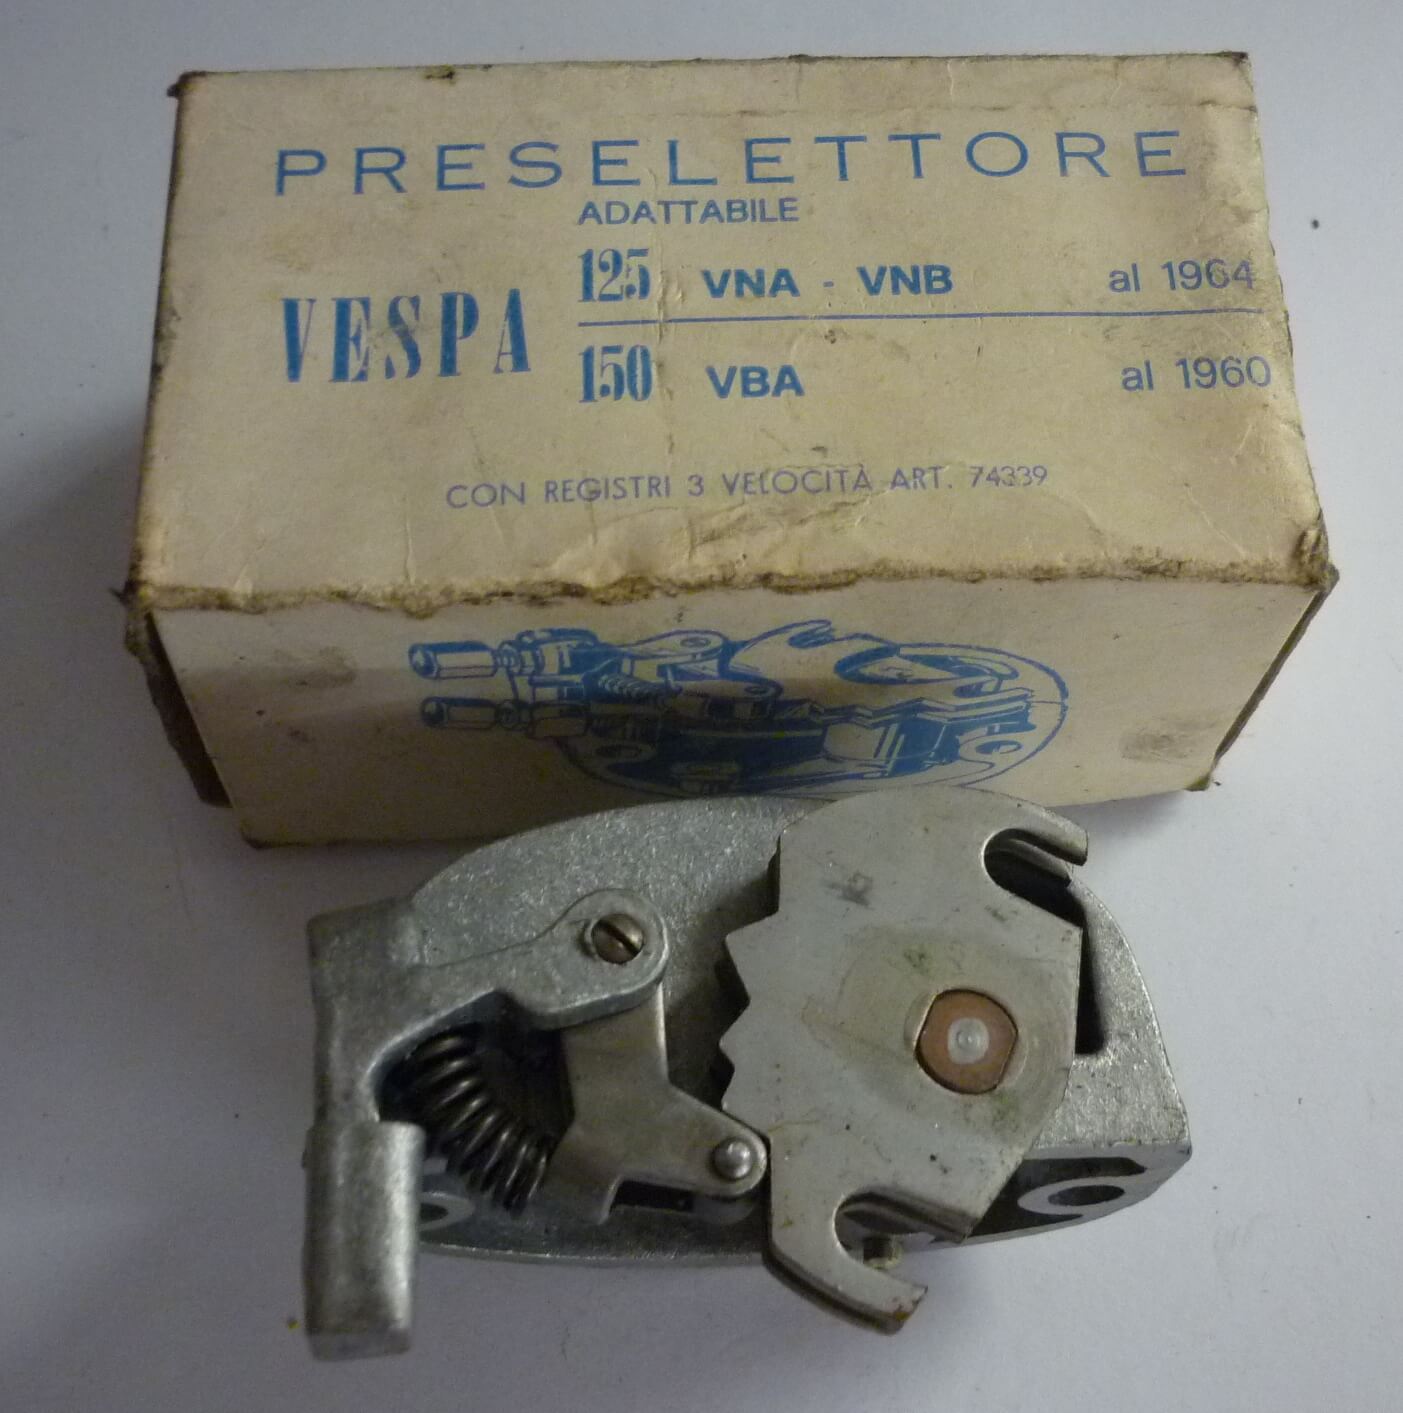 PRESELETTORE
ADATTABILE
VESPA
125 VNA - VNB al 1964
150 VBA al 1960
CON REGISTRI 3 VELOCITÀ ART. 74339